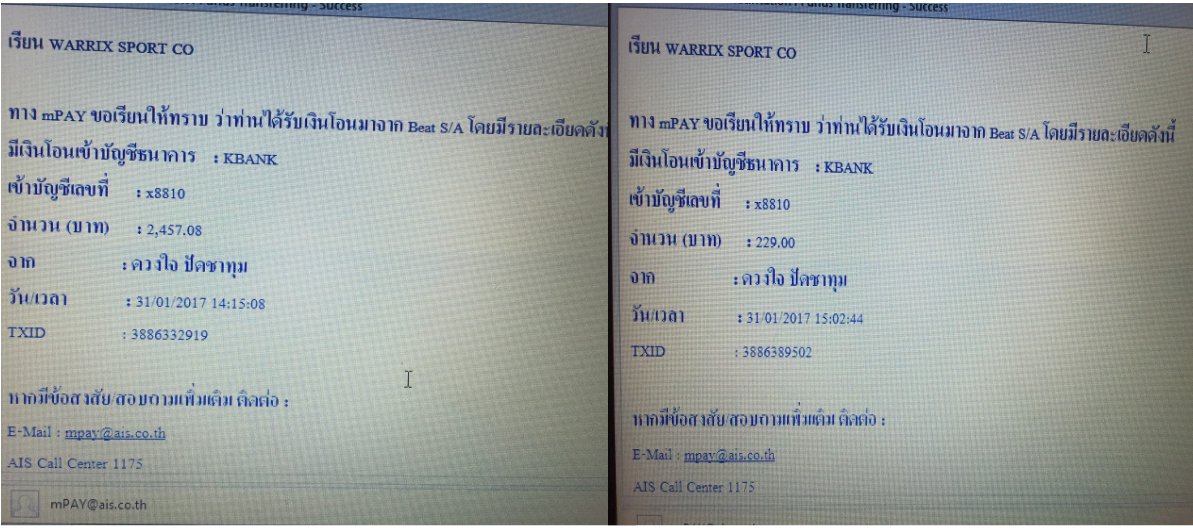 - Success
เรียน WARRIX SPORT CO
ทาง mPAY ขอเรียนให้ทราบ ว่าท่านได้รับเงินโอนมาจาก Beat S/A โดยมีรายละเอียดดังนี้
มีเงินโอนเข้าบัญชีธนาคาร : KBANK
เข้าบัญชีเลขที่ : x8810
จำนวน (บาท) : 2,457.08
จาก : ดวงใจ ปัดชาทุม
วัน/เวลา : 31/01/2017 14:15:08
TXID : 3886332919
หากมีข้อสงสัย/สอบถามเพิ่มเติม ติดต่อ :
E-Mail : mpay@ais.co.th
AIS Call Center 1175
mPAY@ais.co.th
Transferring - Success
เรียน WARRIX SPORT CO
ทาง mPAY ขอเรียนให้ทราบ ว่าท่านได้รับเงินโอนมาจาก Beat S/A โดยมีรายละเอียดดังนี้
มีเงินโอนเข้าบัญชีธนาคาร : KBANK
เข้าบัญชีเลขที่ : x8810
จำนวน (บาท) : 229.00
จาก : ดวงใจ ปัดชาทุม
วัน/เวลา : 31/01/2017 15:02:44
TXID : 3886389502
หากมีข้อสงสัย/สอบถามเพิ่มเติม ติดต่อ :
E-Mail : mpay@ais.co.th
AIS Call Center 1175